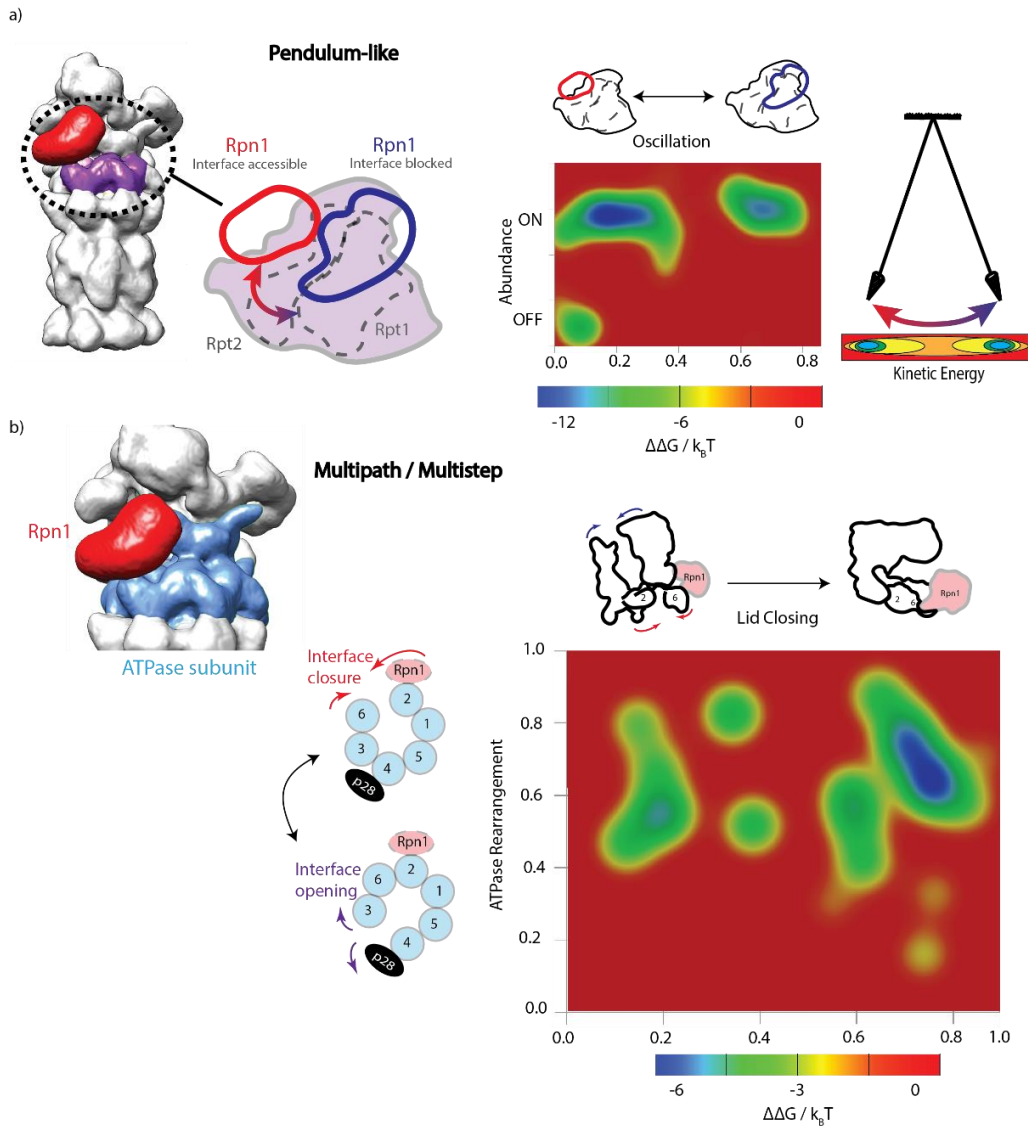 a)
Pendulum-like
Rpn1
Interface accessible
Rpn1
Interface blocked
Rpt2
Rpt1
Oscillation
Abundance
ON
OFF
0.0
0.2
0.4
0.6
0.8
-12
-6
0
ΔΔG / kBT
Kinetic Energy
b)
Multipath / Multistep
Rpn1
ATPase subunit
Interface
closure
Rpn1
2
6
1
3
5
4
p28
Interface
opening
Rpn1
2
6
1
3
5
4
p28
2
6
Rpn1
Lid Closing
2
6
Rpn1
ATPase Rearrangement
1.0
0.8
0.6
0.4
0.2
0.0
0.0
0.2
0.4
0.6
0.8
1.0
-6
-3
0
ΔΔG / kBT